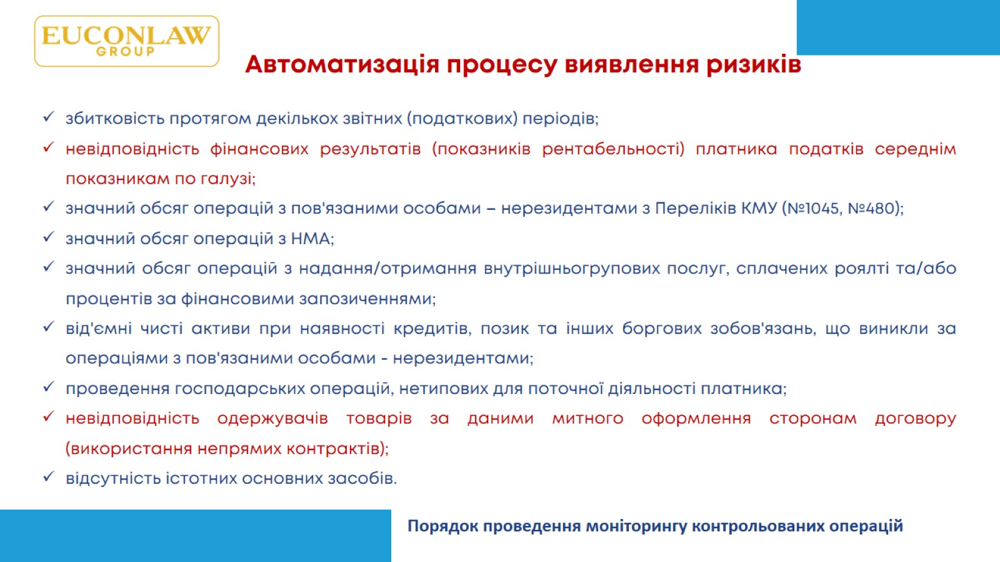 EUCONLAW
GROUP
Автоматизація процесу виявлення ризиків
✓ збитковість протягом декількох звітних (податкових) періодів;
✓ невідповідність фінансових результатів (показників рентабельності) платника податків середнім
показникам по галузі;
✓ значний обсяг операцій з пов'язаними особами – нерезидентами з Переліків КМУ (№1045, №480);
✓ значний обсяг операцій з НМА;
✓ значний обсяг операцій з надання/отримання внутрішньогрупових послуг, сплачених роялті та/або
процентів за фінансовими запозиченнями;
✓ від'ємні чисті активи при наявності кредитів, позик та інших боргових зобов'язань, що виникли за
операціями з пов'язаними особами - нерезидентами;
✓ проведення господарських операцій, нетипових для поточної діяльності платника;
✓ невідповідність одержувачів товарів за даними митного оформлення сторонам договору
(використання непрямих контрактів);
✓ відсутність істотних основних засобів.
Порядок проведення моніторингу контрольованих операцій